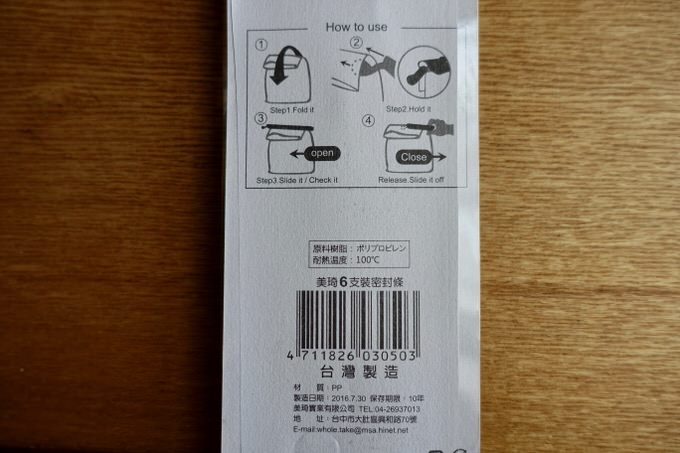 How to use
①
②
Step1.Fold it
Step2.Hold it
③
④
open
Close
Step3.Slide it / Check it
Release.Slide it off
原料樹脂：ポリプロピレン
耐熱温度：100℃
美琦6支裝密封條
4 711826 030503
台灣製造
材　質：PP
製造日期：2016.7.30 保存期限：10年
美琦實業有限公司 TEL:04-26937013
地　址：台中市大肚區興和路70號
E-mail:whole.take@msa.hinet.net